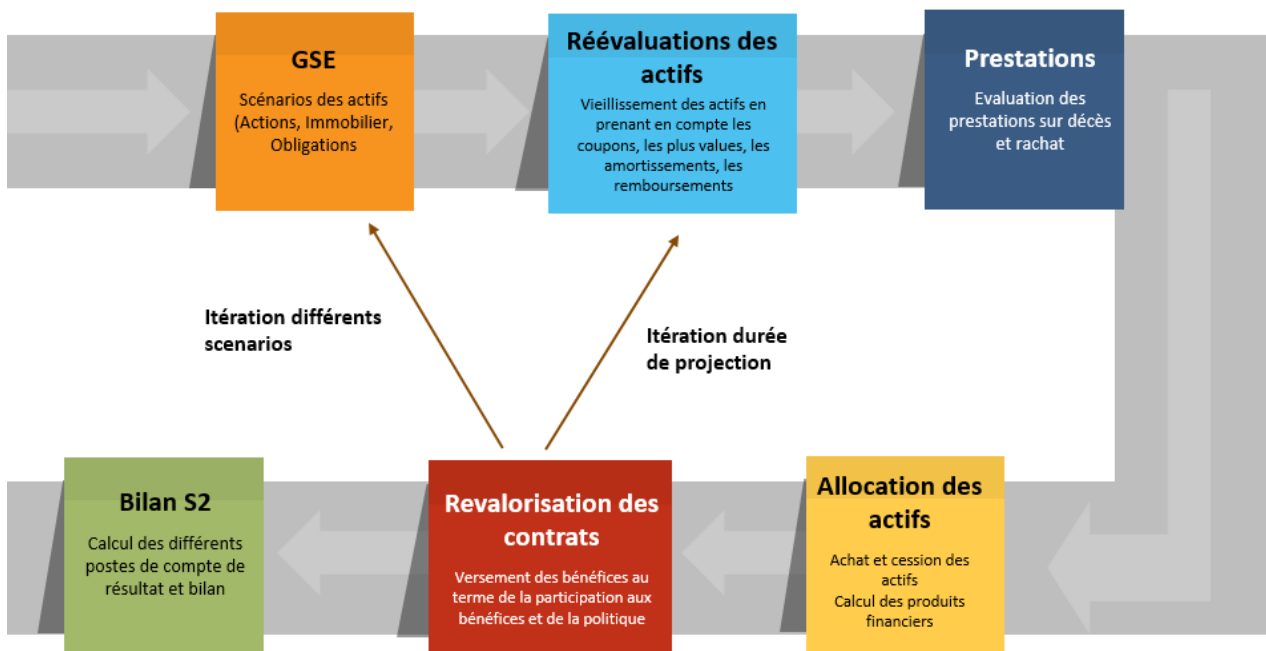 GSE
Scénarios des actifs
(Actions, Immobilier,
Obligations
Réévaluations des
actifs
Vieillissement des actifs en
prenant en compte les
coupons, les plus values, les
amortissements, les
remboursements
Prestations
Evaluation des
prestations sur décès
et rachat
Itération différents
scenarios
Itération durée
de projection
Bilan S2
Calcul des différents
postes de compte de
résultat et bilan
Revalorisation des
contrats
Versement des bénéfices au
terme de la participation aux
bénéfices et de la politique
Allocation des
actifs
Achat et cession des
actifs
Calcul des produits
financiers